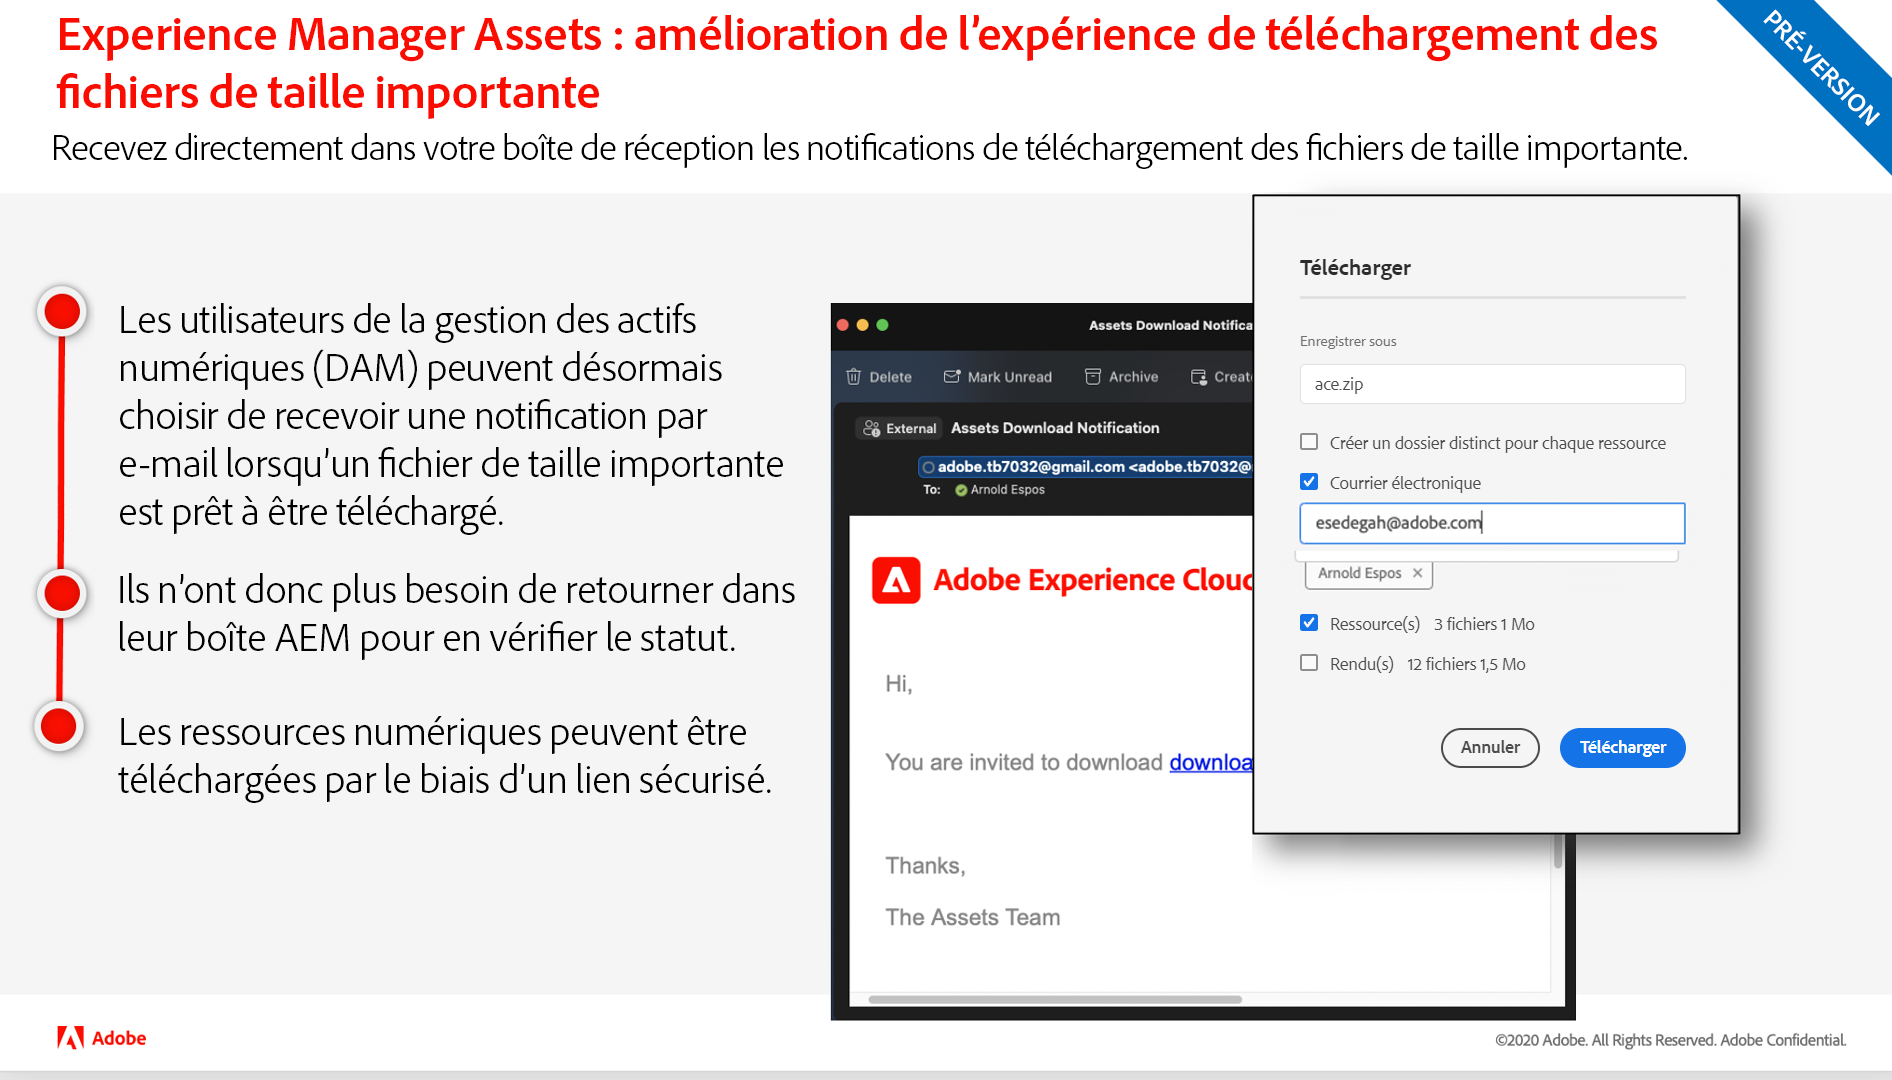 Experience Manager Assets : amélioration de l’expérience de téléchargement des
fichiers de taille importante
PRÉ-VERSION
Recevez directement dans votre boîte de réception les notifications de téléchargement des fichiers de taille importante.
Les utilisateurs de la gestion des actifs
numériques (DAM) peuvent désormais
choisir de recevoir une notification par
e-mail lorsqu’un fichier de taille importante
est prêt à être téléchargé.
Ils n’ont donc plus besoin de retourner dans
leur boîte AEM pour en vérifier le statut.
Les ressources numériques peuvent être
téléchargées par le biais d’un lien sécurisé.
Assets Download Notifica
Delete Mark Unread Archive Creat
External Assets Download Notification
adobe.tb7032@gmail.com <adobe.tb7032@
To: Arnold Espos
Adobe Experience Cloud
Hi,
You are invited to download downloa
Thanks,
The Assets Team
Télécharger
Enregistrer sous
ace.zip
Créer un dossier distinct pour chaque ressource
Courrier électronique
esedegah@adobe.com
Arnold Espos ×
Ressource(s) 3 fichiers 1 Mo
Rendu(s) 12 fichiers 1,5 Mo
Annuler Télécharger
Adobe
©2020 Adobe. All Rights Reserved. Adobe Confidential.